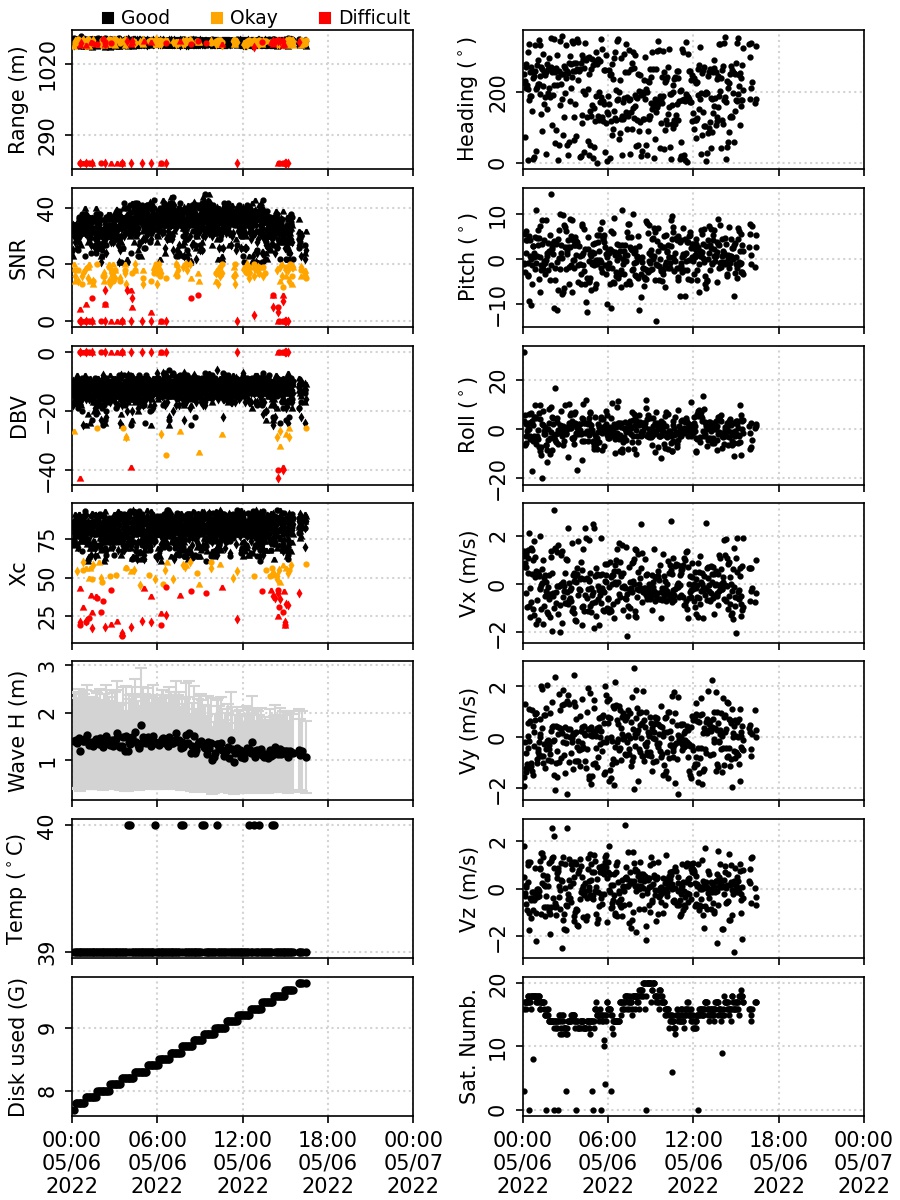 Good Okay Difficult
Range (m)
1020
290
Heading (°)
200
0
SNR
40
20
0
Pitch (°)
10
0
−10
DBV
0
−20
−40
Roll (°)
20
0
−20
Xc
75
50
25
Vx (m/s)
2
0
−2
Wave H (m)
3
2
1
Vy (m/s)
2
0
−2
Temp (°C)
40
39
Vz (m/s)
2
0
−2
Disk used (G)
9
8
Sat. Numb.
20
10
0
00:00 06:00 12:00 18:00 00:00
05/06 05/06 05/06 05/06 05/07
2022 2022 2022 2022 2022
00:00 06:00 12:00 18:00 00:00
05/06 05/06 05/06 05/06 05/07
2022 2022 2022 2022 2022